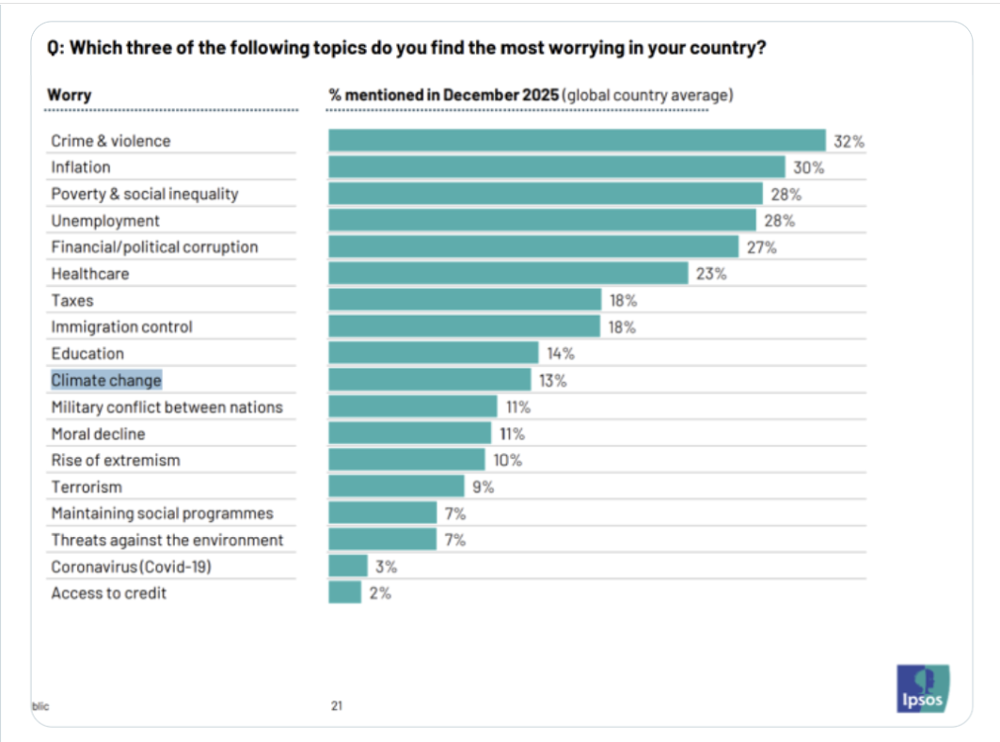 Q: Which three of the following topics do you find the most worrying in your country?
Worry % mentioned in December 2025 (global country average)
Crime & violence 32%
Inflation 30%
Poverty & social inequality 28%
Unemployment 28%
Financial/political corruption 27%
Healthcare 23%
Taxes 18%
Immigration control 18%
Education 14%
Climate change 13%
Military conflict between nations 11%
Moral decline 11%
Rise of extremism 10%
Terrorism 9%
Maintaining social programmes 7%
Threats against the environment 7%
Coronavirus (Covid-19) 3%
Access to credit 2%
blic 21
Ipsos